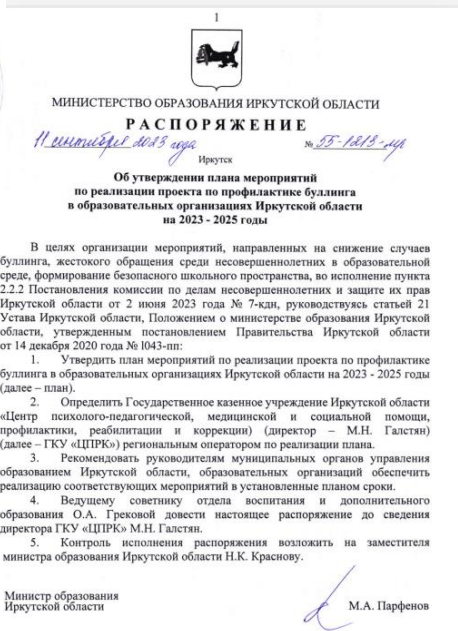 1
МИНИСТЕРСТВО ОБРАЗОВАНИЯ ИРКУТСКОЙ ОБЛАСТИ
РАСПОРЯЖЕНИЕ
11 сентября 2023 года № 55-1213-мр
Иркутск
Об утверждении плана мероприятий
по реализации проекта по профилактике буллинга
в образовательных организациях Иркутской области
на 2023 - 2025 годы
В целях организации мероприятий, направленных на снижение случаев
буллинга, жестокого обращения среди несовершеннолетних в образовательной
среде, формирование безопасного школьного пространства, во исполнение пункта
2.2.2 Постановления комиссии по делам несовершеннолетних и защите их прав
Иркутской области от 2 июня 2023 года № 7-кдн, руководствуясь статьей 21
Устава Иркутской области, Положением о министерстве образования Иркутской
области, утвержденным постановлением Правительства Иркутской области
от 14 декабря 2020 года № 1043-пп:
1. Утвердить план мероприятий по реализации проекта по профилактике
буллинга в образовательных организациях Иркутской области на 2023 - 2025 годы
(далее – план).
2. Определить Государственное казенное учреждение Иркутской области
«Центр психолого-педагогической, медицинской и социальной помощи,
профилактики, реабилитации и коррекции) (директор – М.Н. Галстян)
(далее – ГКУ «ЦПРК») региональным оператором по реализации плана.
3. Рекомендовать руководителям муниципальных органов управления
образованием Иркутской области, образовательных организаций обеспечить
реализацию соответствующих мероприятий в установленные планом сроки.
4. Ведущему советнику отдела воспитания и дополнительного
образования О.А. Грековой довести настоящее распоряжение до сведения
директора ГКУ «ЦПРК» М.Н. Галстян.
5. Контроль исполнения распоряжения возложить на заместителя
министра образования Иркутской области Н.К. Краснову.
Министр образования
Иркутской области М.А. Парфенов